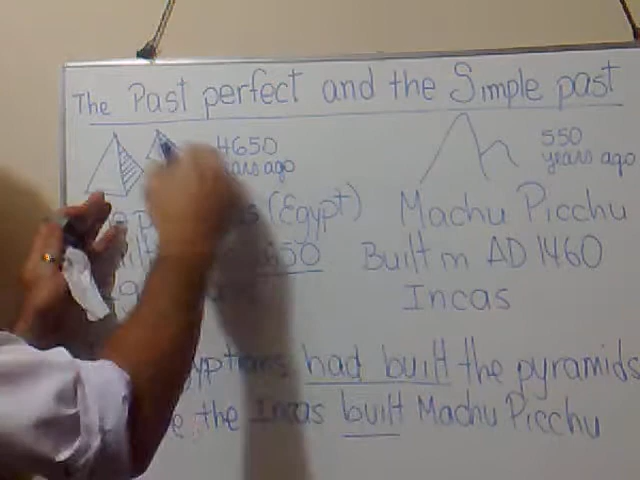 The Past perfect and the Simple past
4650
years ago
550
years ago
(Egypt)
Machu Picchu
Built in AD 1460
Incas
had built the pyramids
the Incas built Machu Picchu